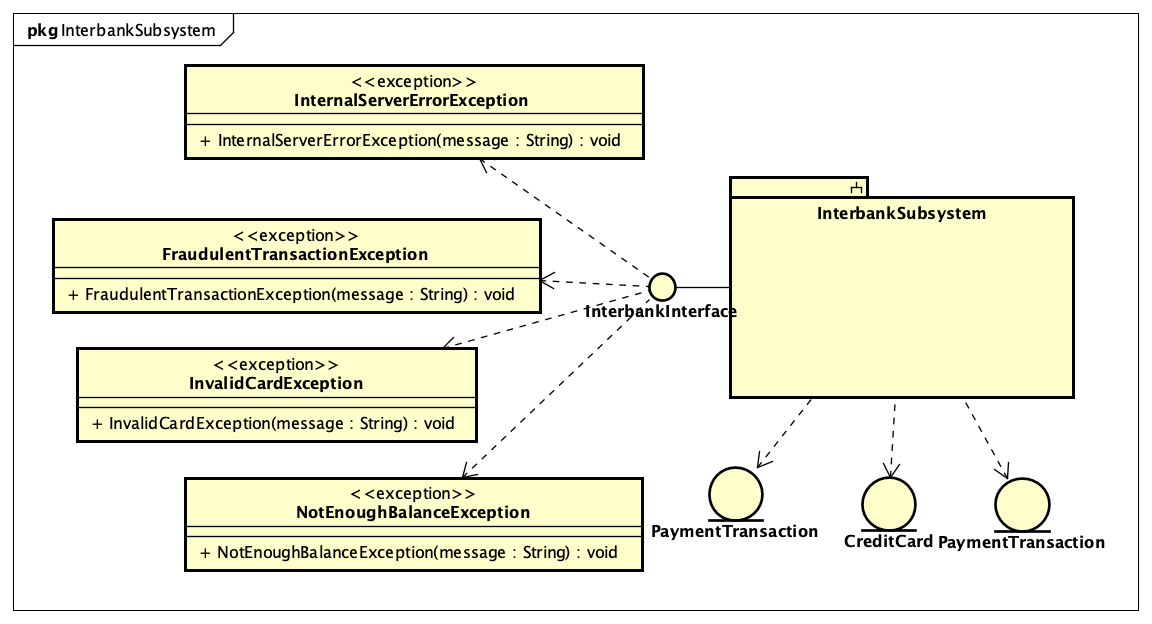 pkg InterbankSubsystem
<<exception>>
InternalServerErrorException
+ InternalServerErrorException(message : String) : void
InterbankSubsystem
<<exception>>
FraudulentTransactionException
+ FraudulentTransactionException(message : String) : void
InterbankInterface
<<exception>>
InvalidCardException
+ InvalidCardException(message : String) : void
<<exception>>
NotEnoughBalanceException
+ NotEnoughBalanceException(message : String) : void
PaymentTransaction
CreditCard
PaymentTransaction